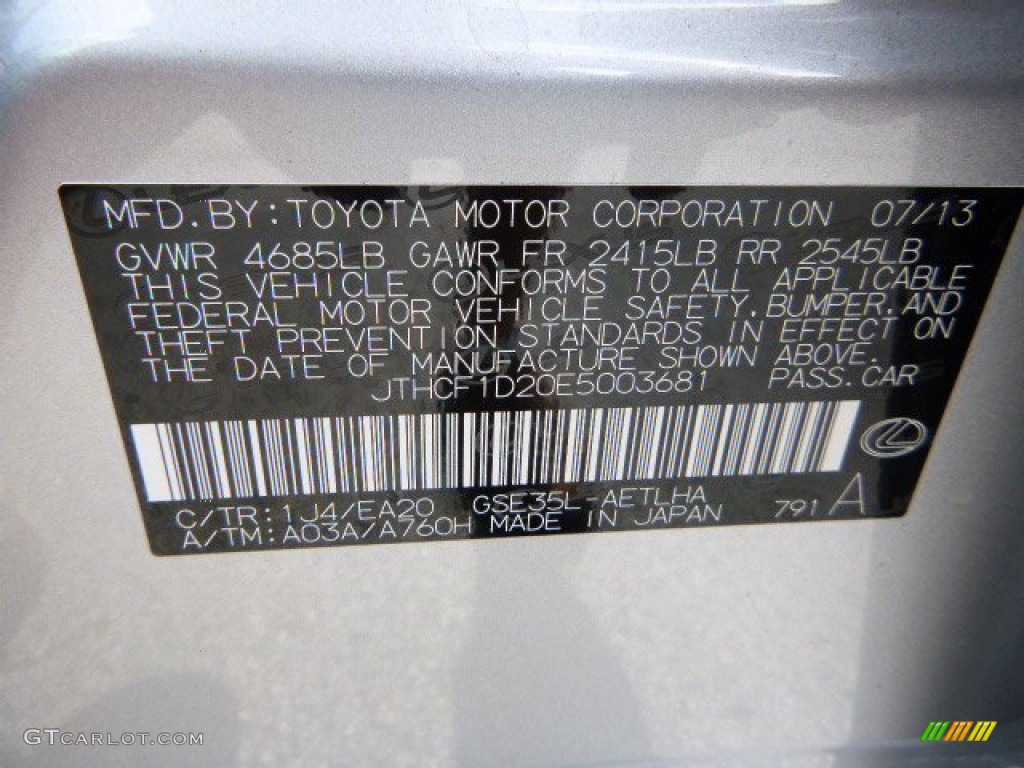 MFD.BY:TOYOTA MOTOR CORPORATION 07/13
GVWR 4685LB GAWR FR 2415LB RR 2545LB
THIS VEHICLE CONFORMS TO ALL APPLICABLE
FEDERAL MOTOR VEHICLE SAFETY,BUMPER,AND
THEFT PREVENTION STANDARDS IN EFFECT ON
THE DATE OF MANUFACTURE SHOWN ABOVE.
JTHCF1D20E5003681 PASS.CAR
C/TR:1J4/EA20 GSE35L-AETLHA 791A
A/TM:A03A/A760H MADE IN JAPAN
GTCARLOT.COM